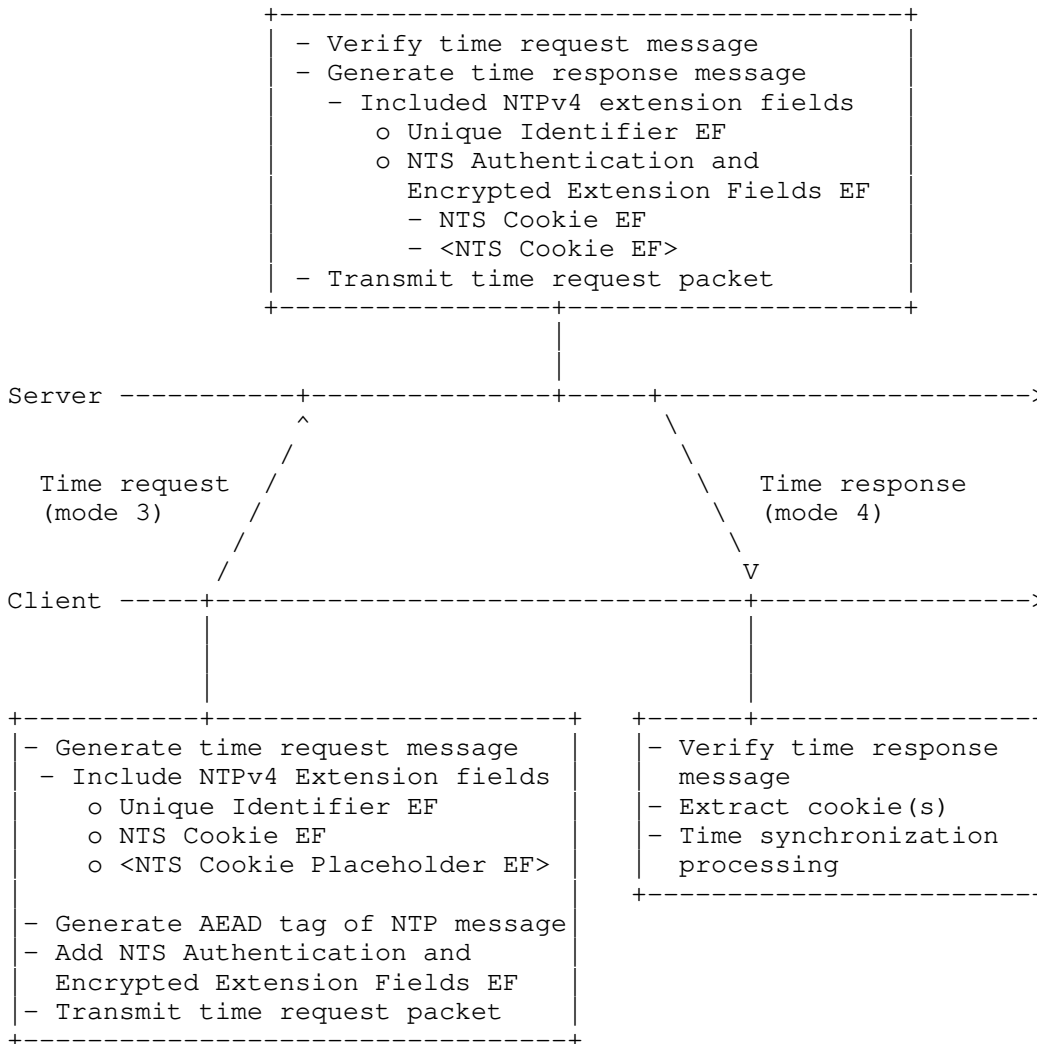 - Verify time request message
- Generate time response message
- Included NTPv4 extension fields
o Unique Identifier EF
o NTS Authentication and
Encrypted Extension Fields EF
- NTS Cookie EF
- <NTS Cookie EF>
- Transmit time request packet
Server
Time request
(mode 3)
Time response
(mode 4)
Client
- Generate time request message
- Include NTPv4 Extension fields
o Unique Identifier EF
o NTS Cookie EF
o <NTS Cookie Placeholder EF>
- Generate AEAD tag of NTP message
- Add NTS Authentication and
Encrypted Extension Fields EF
- Transmit time request packet
- Verify time response
message
- Extract cookie(s)
- Time synchronization
processing